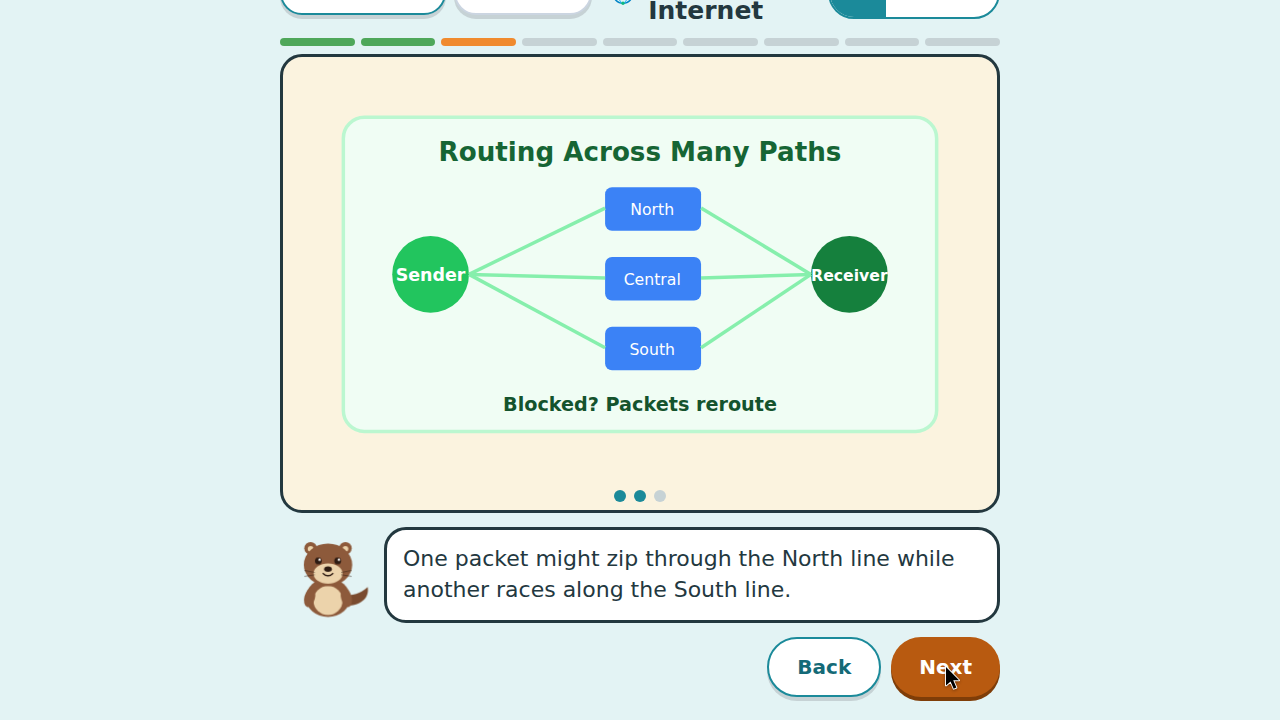 Internet
Routing Across Many Paths
North
Sender
Central
Receiver
South
Blocked? Packets reroute
One packet might zip through the North line while
another races along the South line.
Back
Next